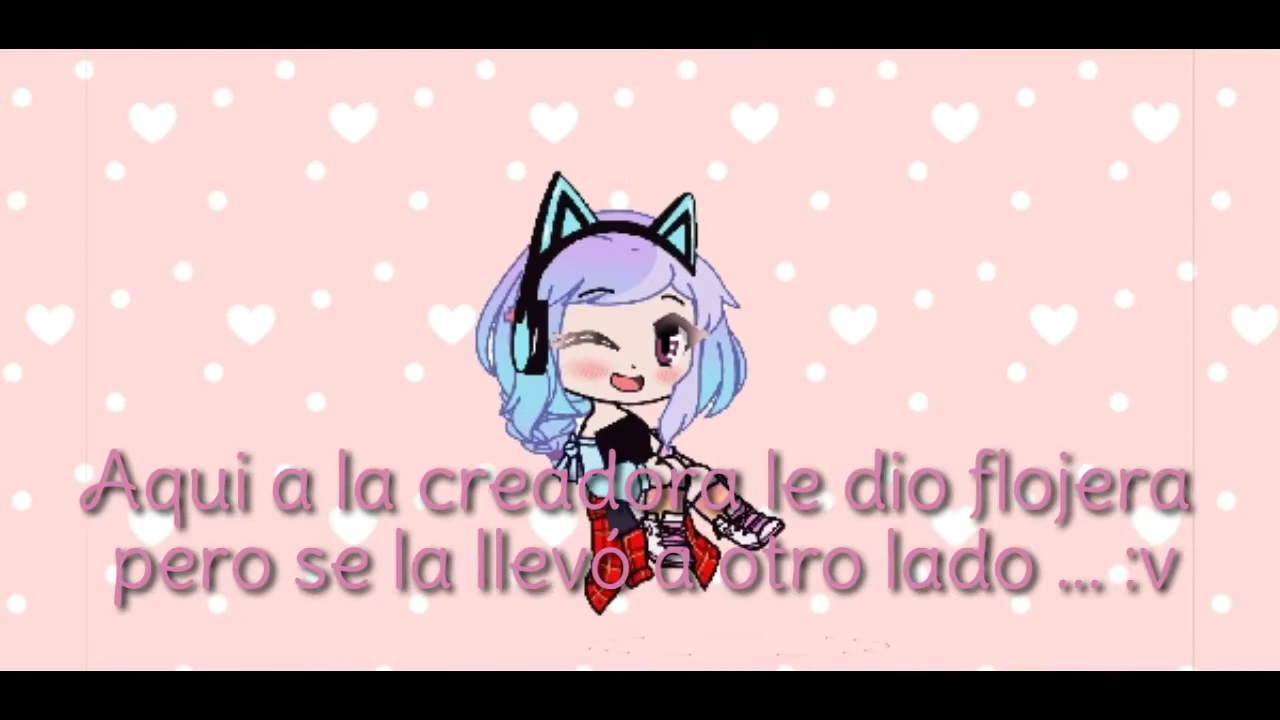 Aqui a la creadora le dio flojera
pero se la llevó a otro lado ... :v